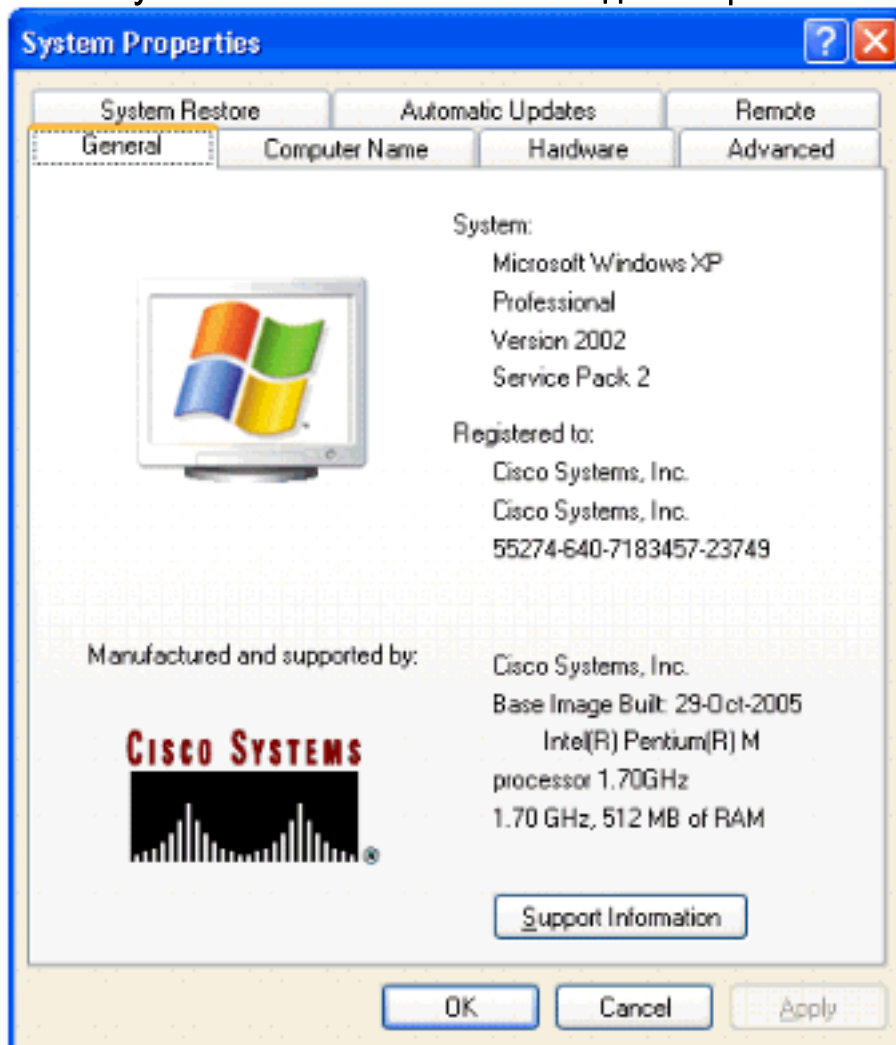 System Properties
System Restore Automatic Updates Remote
General Computer Name Hardware Advanced
System:
Microsoft Windows XP
Professional
Version 2002
Service Pack 2
Registered to:
Cisco Systems, Inc.
Cisco Systems, Inc.
55274-640-7183457-23749
Manufactured and supported by:
Cisco Systems, Inc.
Base Image Built: 29-Oct-2005
Intel(R) Pentium(R) M
processor 1.70GHz
1.70 GHz, 512 MB of RAM
CISCO SYSTEMS
®
Support Information
OK Cancel Apply